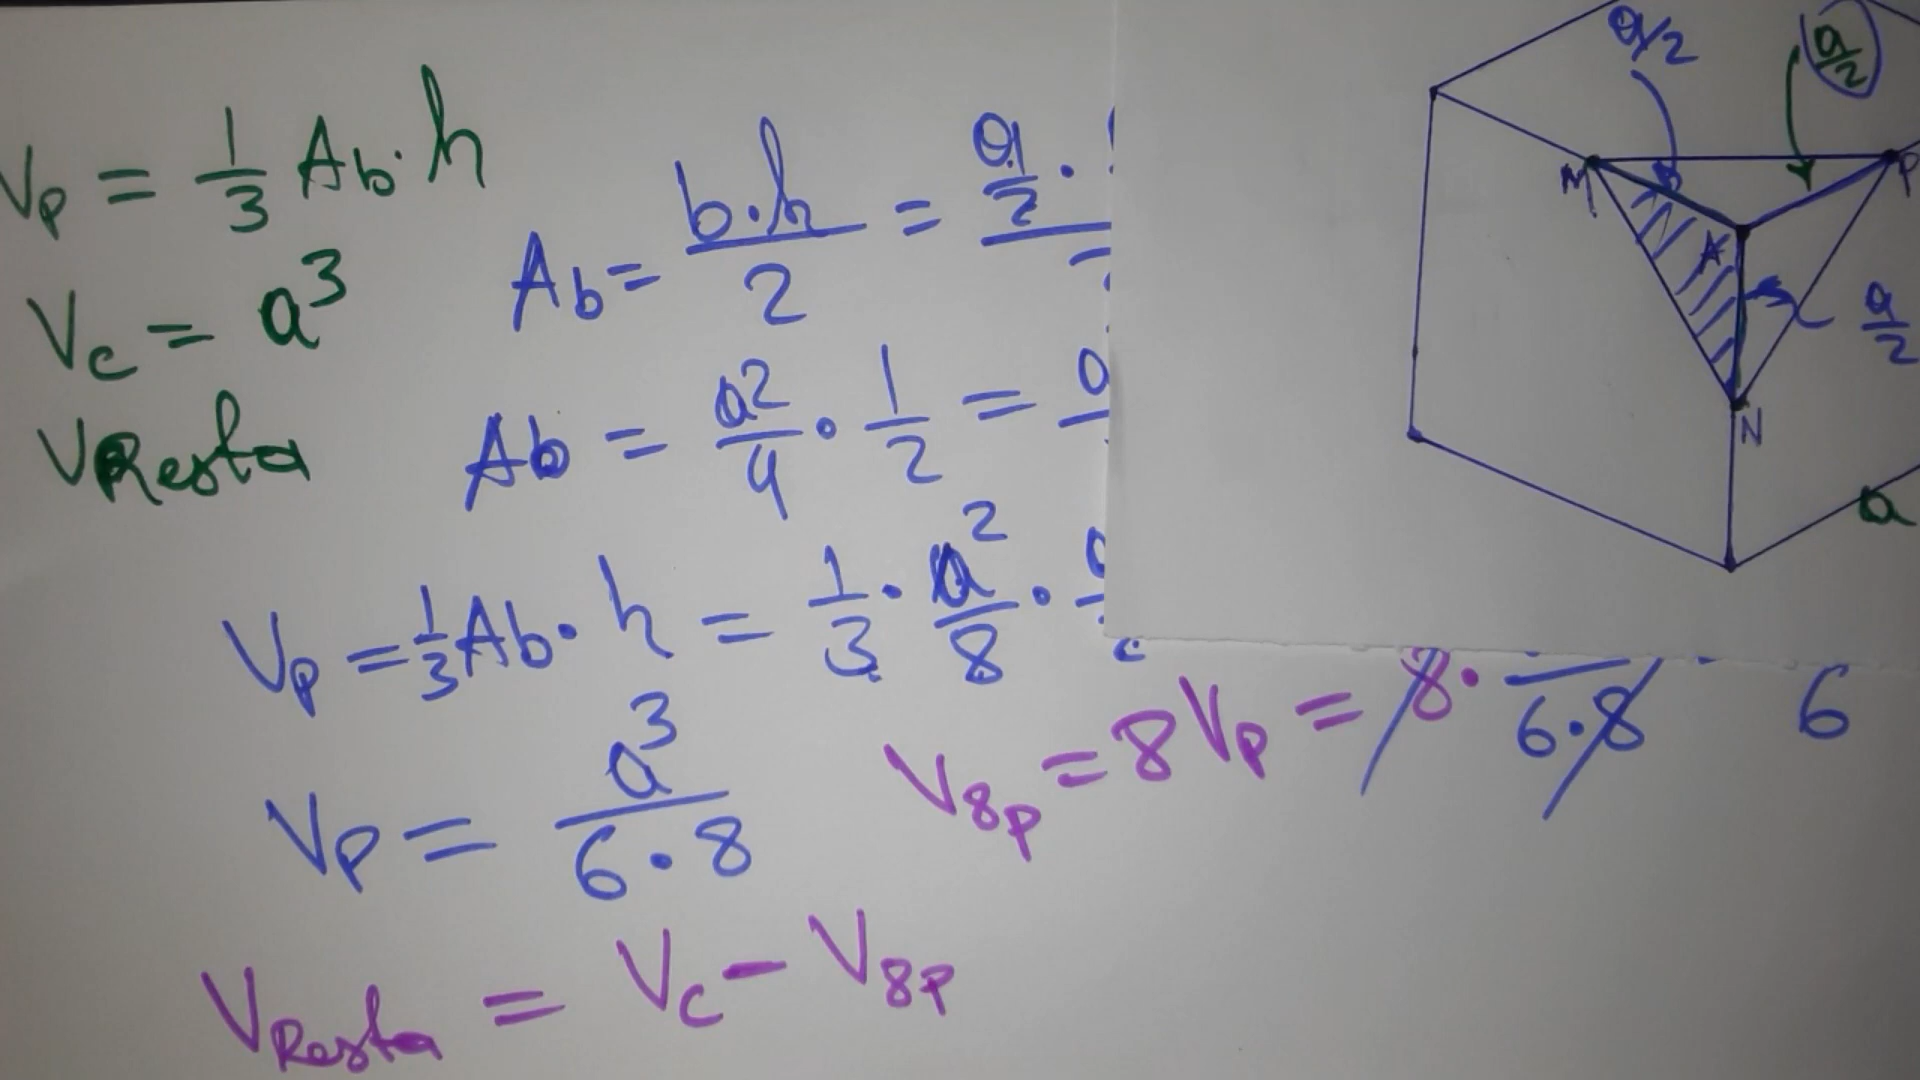 Vp = 1/3 Ab · h
Vc = a³
VResta
Ab = b·h/2 = a/2 ·
Ab = a²/4 · 1/2 =
Vp = 1/3 Ab · h = 1/3 · a²/8 ·
Vp = a³/6·8
V8p = 8Vp = 8 · /6·8 6
VResta = Vc - V8P
a/2
a/2
M
P
A
a/2
N
a